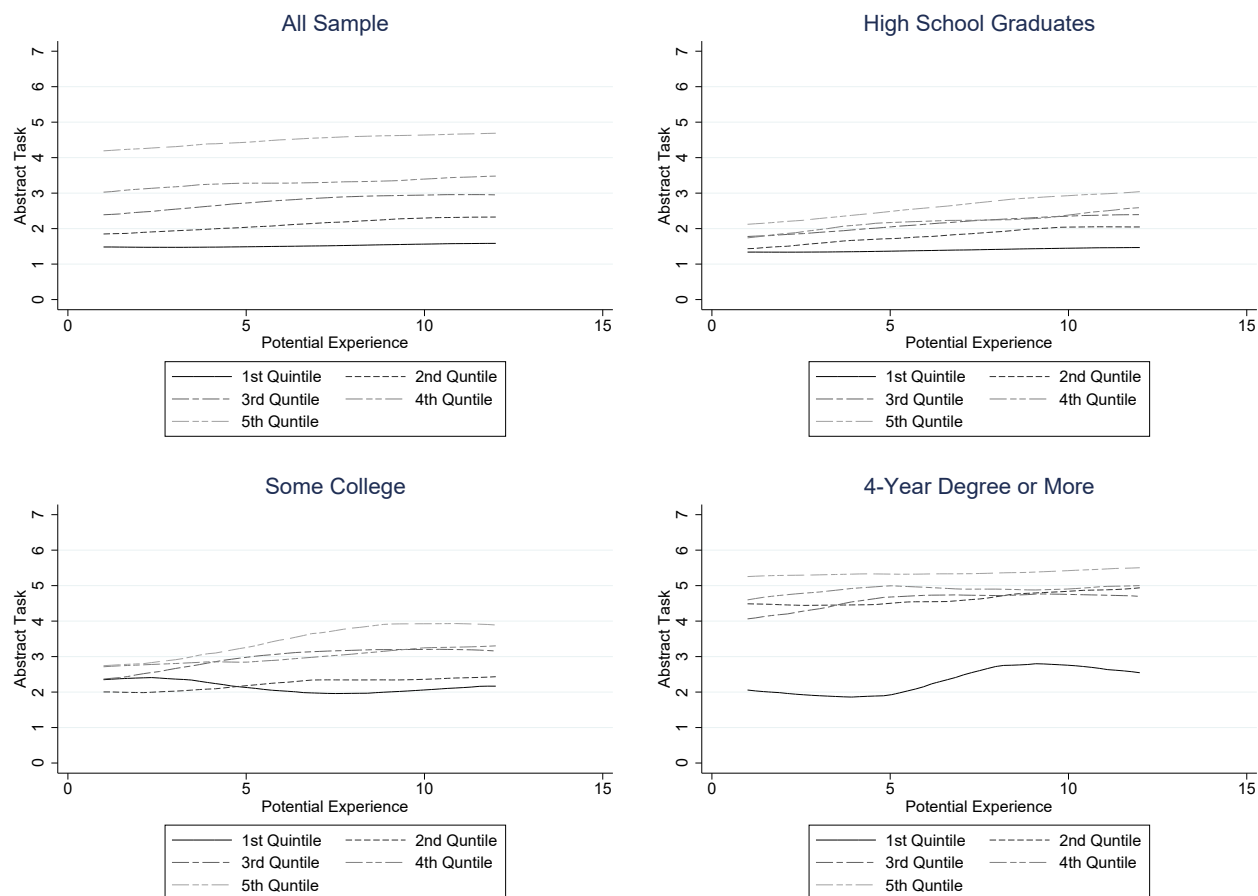 All Sample
Abstract Task
7
6
5
4
3
2
1
0
0 5 10 15
Potential Experience
1st Quintile 2nd Quntile
3rd Quntile 4th Quntile
5th Quntile
High School Graduates
Abstract Task
7
6
5
4
3
2
1
0
0 5 10 15
Potential Experience
1st Quintile 2nd Quntile
3rd Quntile 4th Quntile
5th Quntile
Some College
Abstract Task
7
6
5
4
3
2
1
0
0 5 10 15
Potential Experience
1st Quintile 2nd Quntile
3rd Quntile 4th Quntile
5th Quntile
4-Year Degree or More
Abstract Task
7
6
5
4
3
2
1
0
0 5 10 15
Potential Experience
1st Quintile 2nd Quntile
3rd Quntile 4th Quntile
5th Quntile